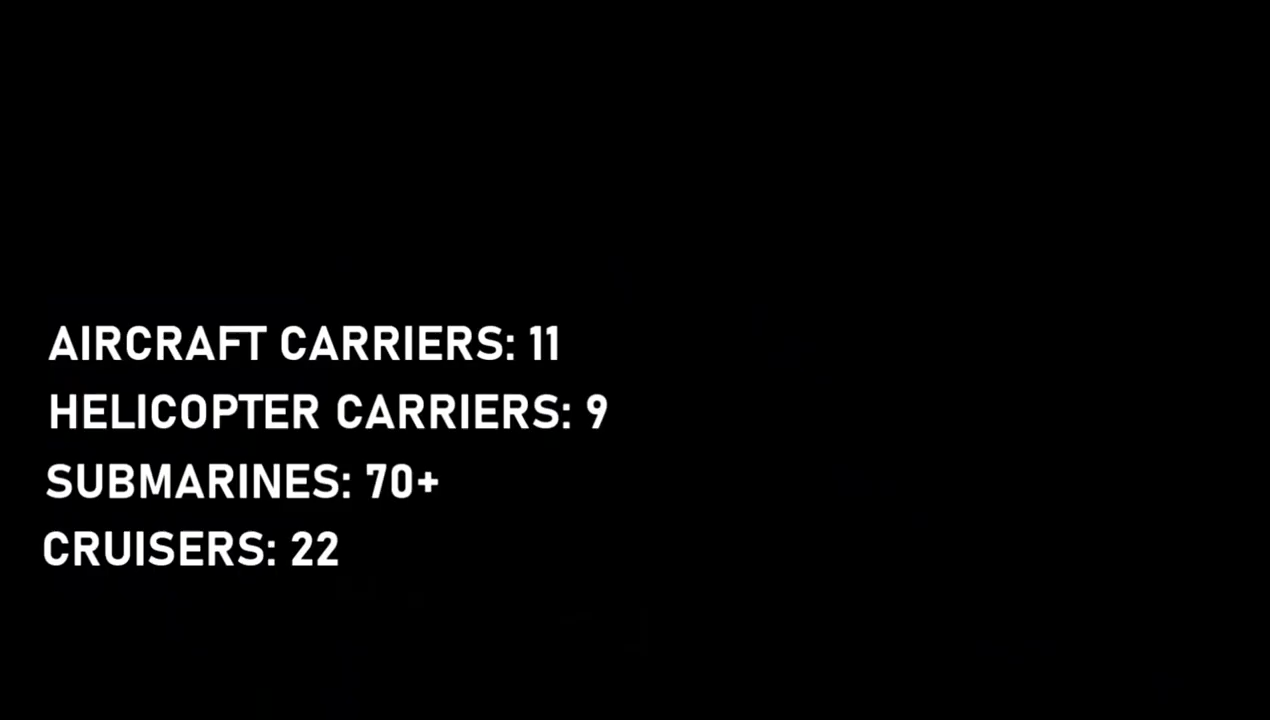 AIRCRAFT CARRIERS: 11
HELICOPTER CARRIERS: 9
SUBMARINES: 70+
CRUISERS: 22